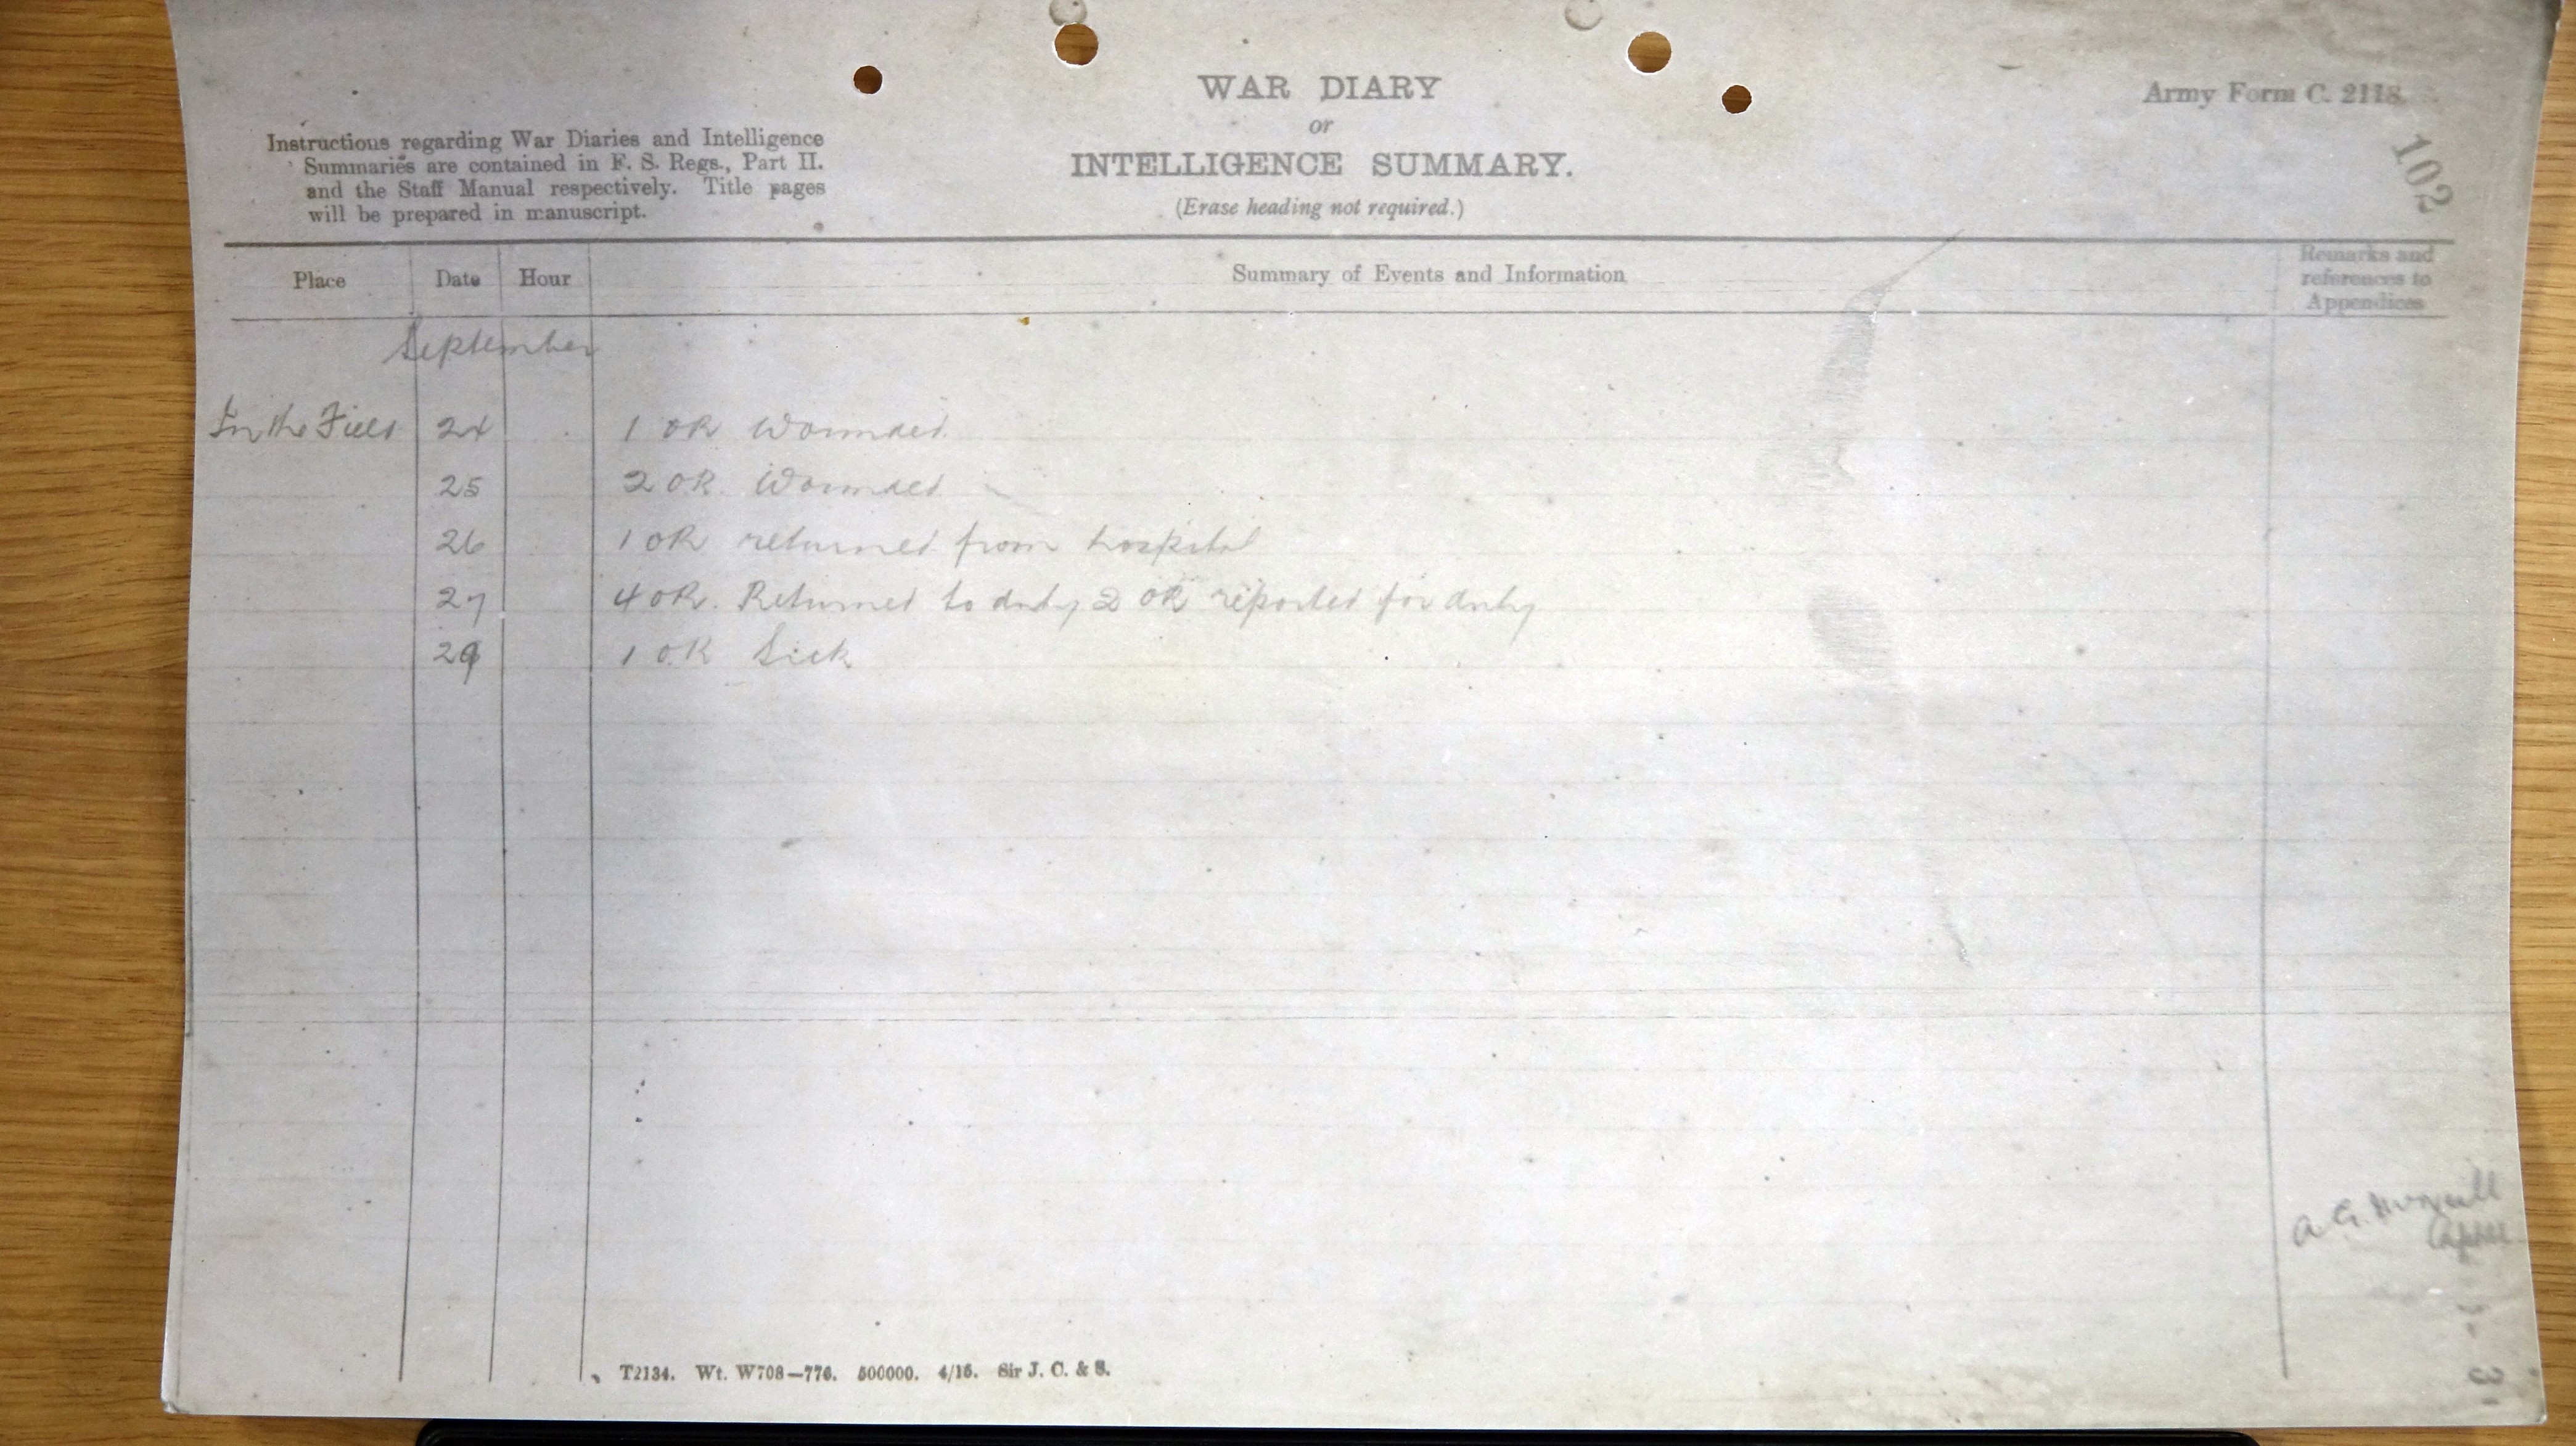 WAR DIARY
or
INTELLIGENCE SUMMARY.
(Erase heading not required.)
Army Form C. 2118.
102
Instructions regarding War Diaries and Intelligence
Summaries are contained in F. S. Regs., Part II.
and the Staff Manual respectively. Title pages
will be prepared in manuscript.
Place Date Hour Summary of Events and Information Remarks and references to Appendices
September
In the Field 24 1 OR Wounded.
25 2 OR. Wounded
26 1 OR returned from hospital
27 4 OR. Returned to duty 2 OR reported for duty
29 1 OR Sick
A. G.
T2134. Wt. W708—776. 500000. 4/15. Sir J. C. & S.